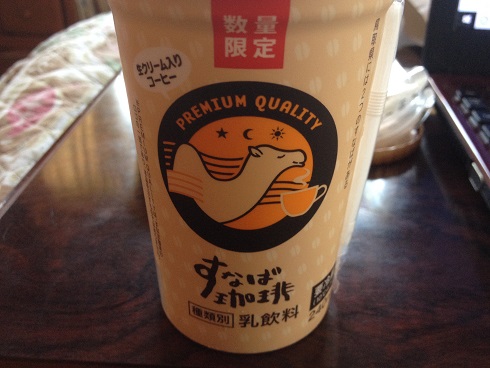 数量
限定
生クリーム入り
コーヒー
PREMIUM QUALITY
すなば
珈琲
種類別 乳飲料